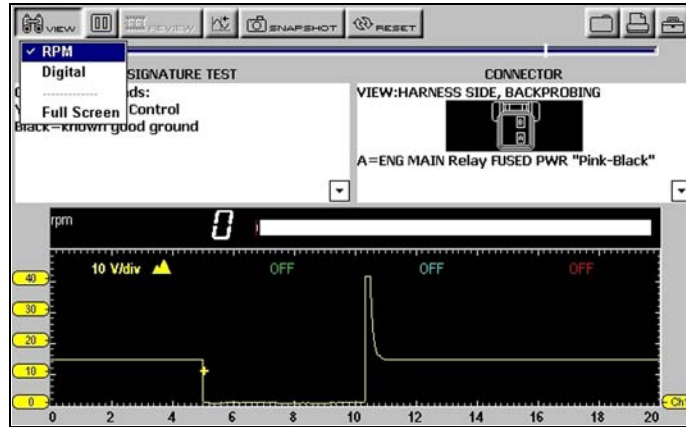 VIEW
REVIEW
SNAPSHOT
RESET
RPM
Digital
Full Screen
SIGNATURE TEST
ds:
Control
Black=known good ground
CONNECTOR
VIEW:HARNESS SIDE, BACKPROBING
B
A
A=ENG MAIN Relay FUSED PWR "Pink-Black"
rpm
0
10 V/div
OFF
OFF
OFF
40
30
20
10
0
Ch1
0 2 4 6 8 10 12 14 16 18 20